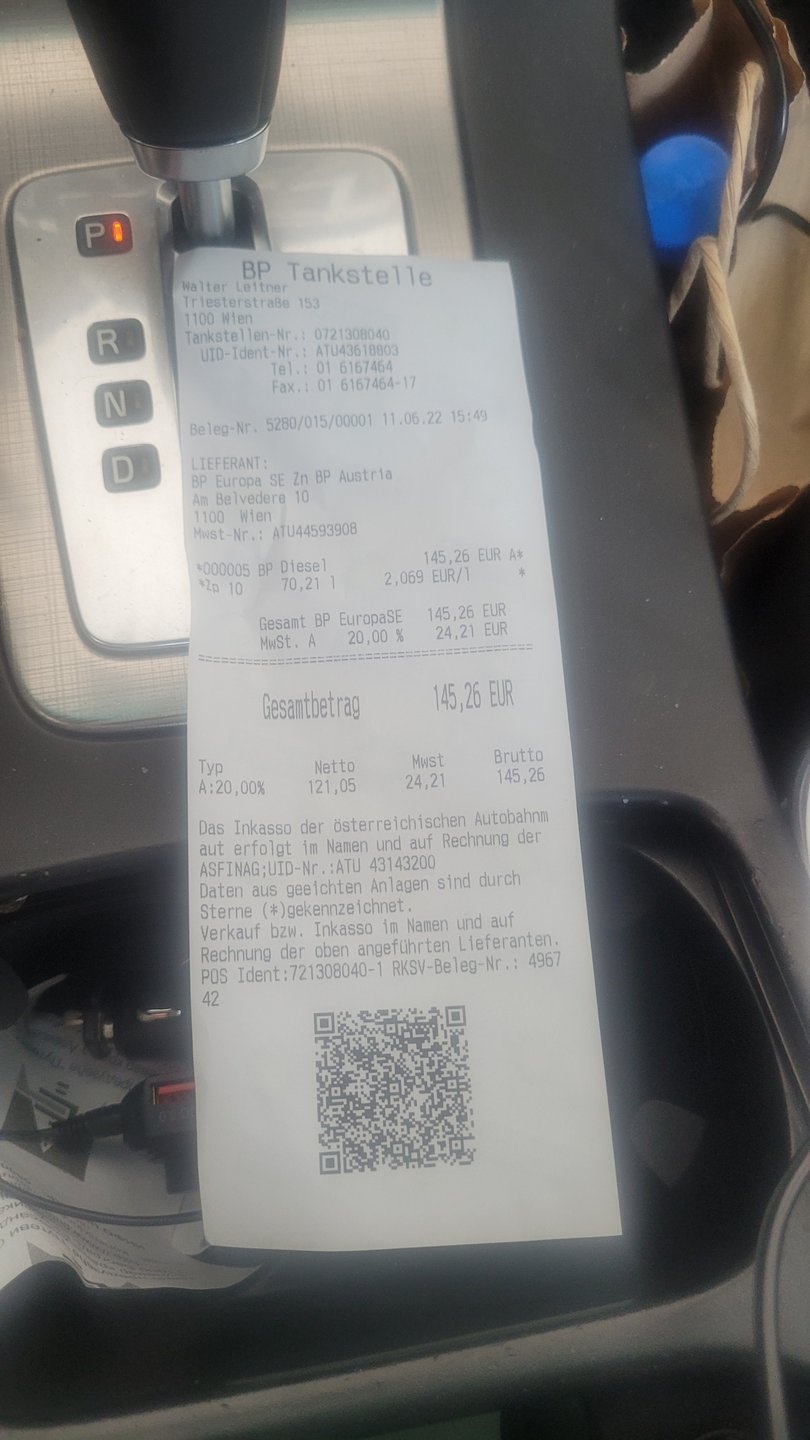 P
R
N
D
BP Tankstelle
Walter Leitner
Triesterstraße 153
1100 Wien
Tankstellen-Nr.: 0721308040
UID-Ident-Nr.: ATU43618803
Tel.: 01 6167464
Fax.: 01 6167464-17
Beleg-Nr. 5280/015/00001 11.06.22 15:49
LIEFERANT:
BP Europa SE Zn BP Austria
Am Belvedere 10
1100 Wien
Mwst-Nr.: ATU44593908
*000005 BP Diesel 145,26 EUR A*
*Zp 10 70,21 l 2,069 EUR/l *
Gesamt BP EuropaSE 145,26 EUR
MwSt. A 20,00 % 24,21 EUR
Gesamtbetrag 145,26 EUR
Typ Netto Mwst Brutto
A:20,00% 121,05 24,21 145,26
Das Inkasso der österreichischen Autobahnm
aut erfolgt im Namen und auf Rechnung der
ASFINAG;UID-Nr.:ATU 43143200
Daten aus geeichten Anlagen sind durch
Sterne (*)gekennzeichnet.
Verkauf bzw. Inkasso im Namen und auf
Rechnung der oben angeführten Lieferanten.
POS Ident:721308040-1 RKSV-Beleg-Nr.: 4967
42